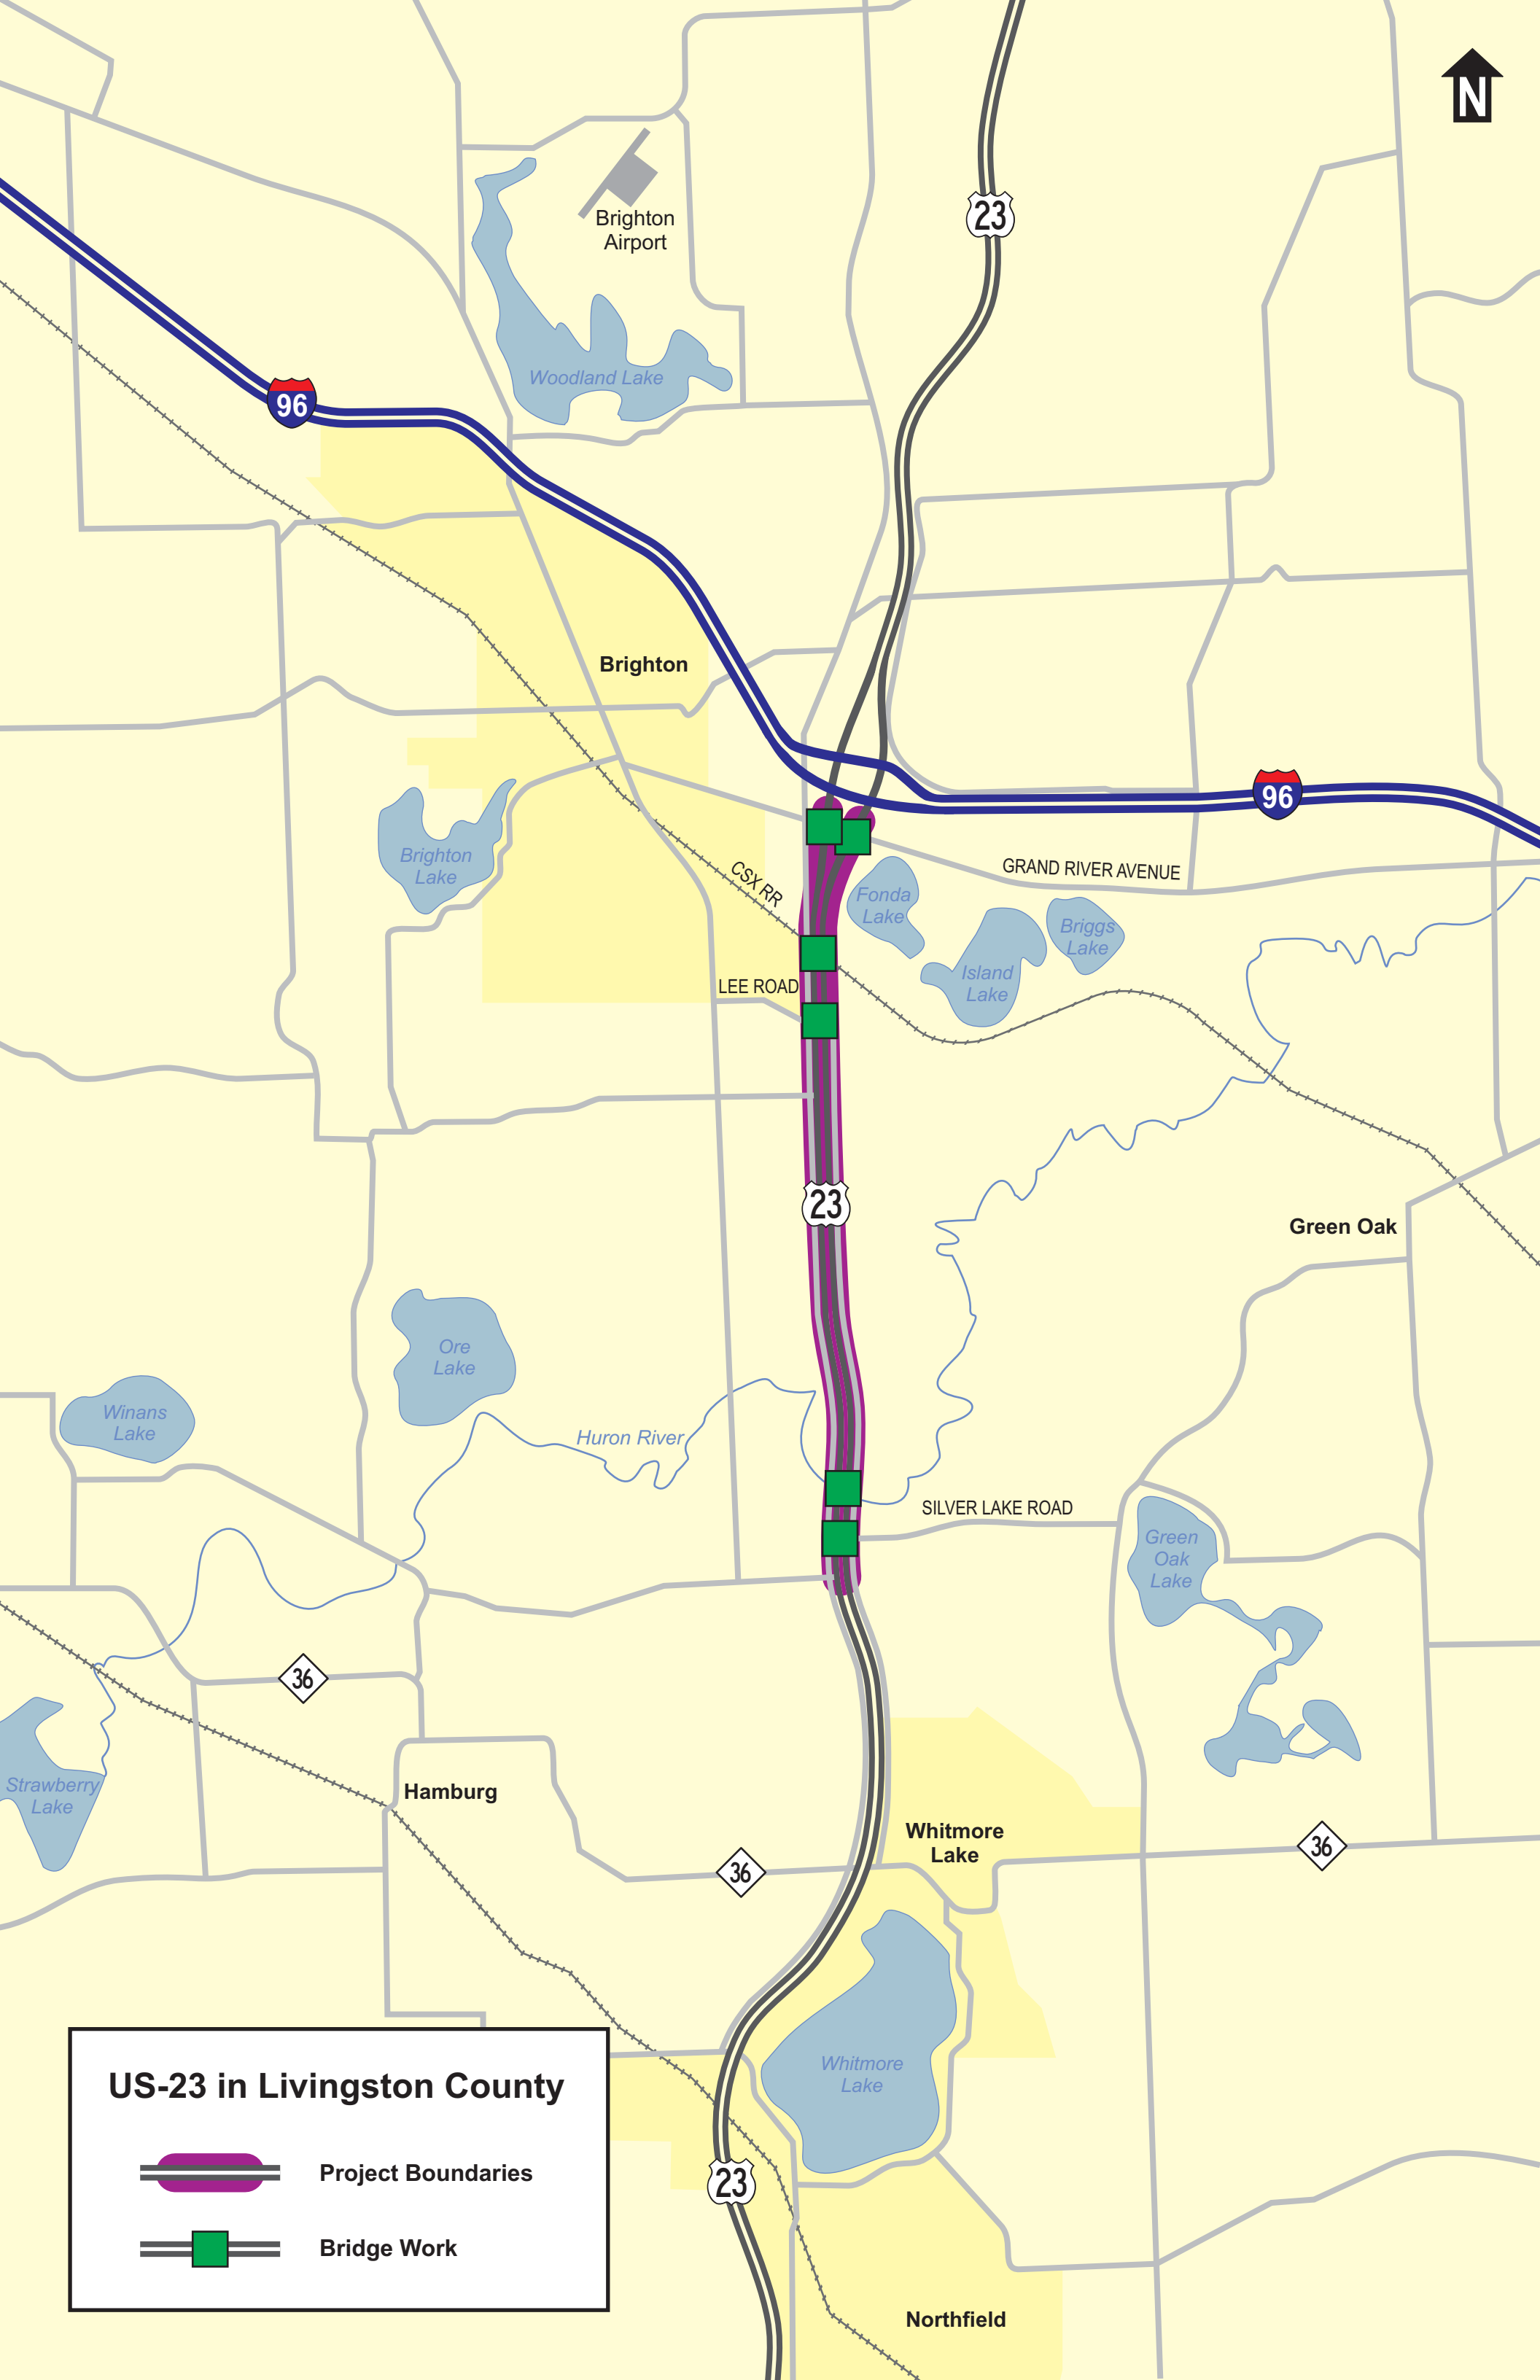 N
23
Brighton
Airport
Woodland Lake
96
Brighton
96
Brighton
Lake
CSX RR
GRAND RIVER AVENUE
Fonda
Lake
Briggs
Lake
Island
Lake
LEE ROAD
23
Green Oak
Ore
Lake
Winans
Lake
Huron River
SILVER LAKE ROAD
Green
Oak
Lake
36
Strawberry
Lake
Hamburg
Whitmore
Lake
36
36
Whitmore
Lake
23
Northfield
US-23 in Livingston County
Project Boundaries
Bridge Work